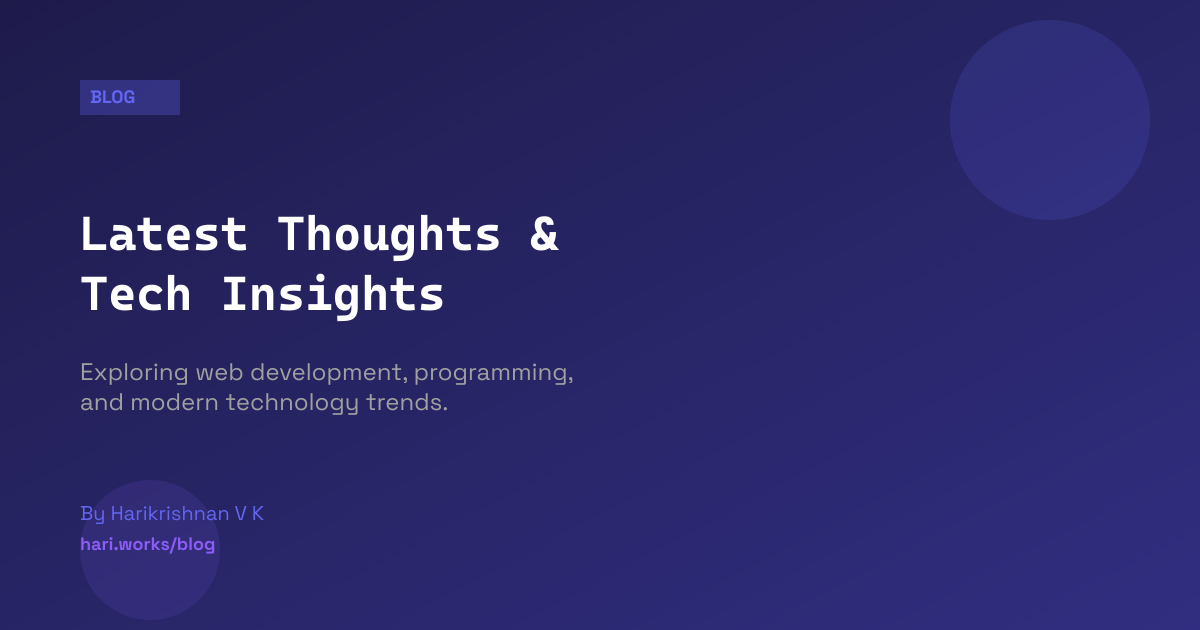 BLOG
Latest Thoughts &
Tech Insights
Exploring web development, programming,
and modern technology trends.
By Harikrishnan V K
hari.works/blog